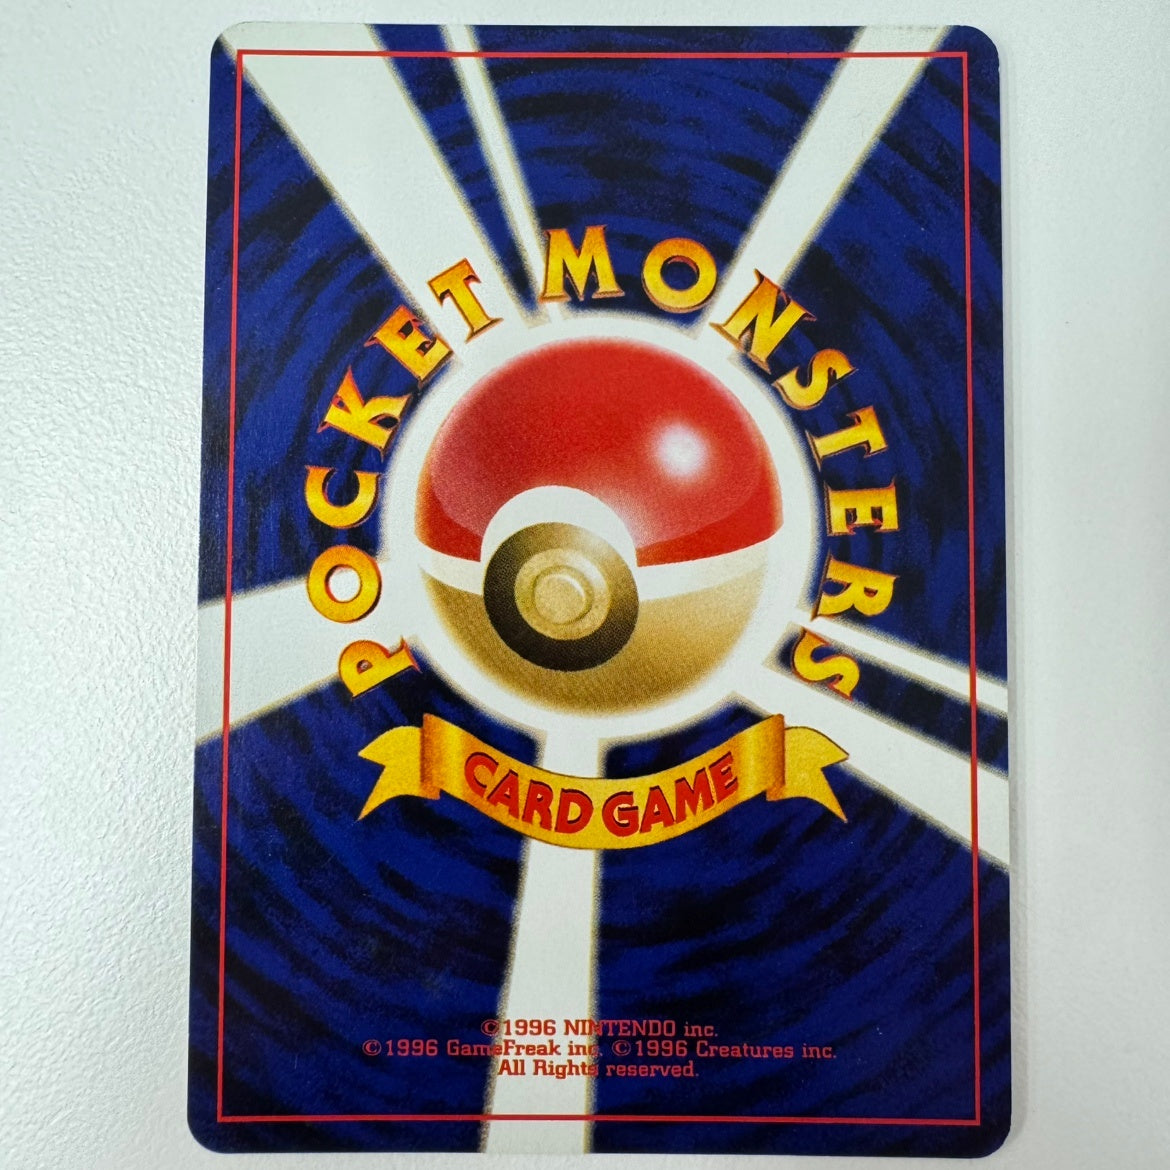 POCKET MONSTERS
CARD GAME
©1996 NINTENDO inc.
©1996 GameFreak inc. ©1996 Creatures inc.
All Rights reserved.